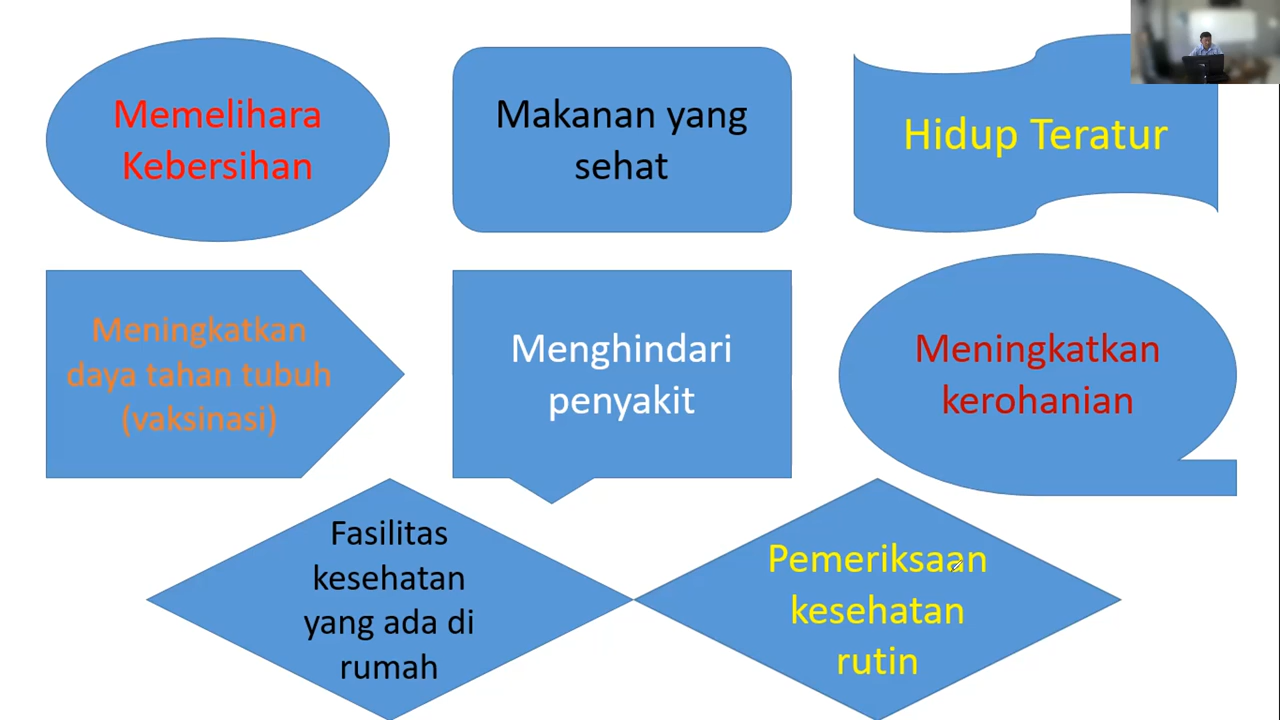 Memelihara
Kebersihan
Makanan yang
sehat
Hidup Teratur
Meningkatkan
daya tahan tubuh
(vaksinasi)
Menghindari
penyakit
Meningkatkan
kerohanian
Fasilitas
kesehatan
yang ada di
rumah
Pemeriksaan
kesehatan
rutin